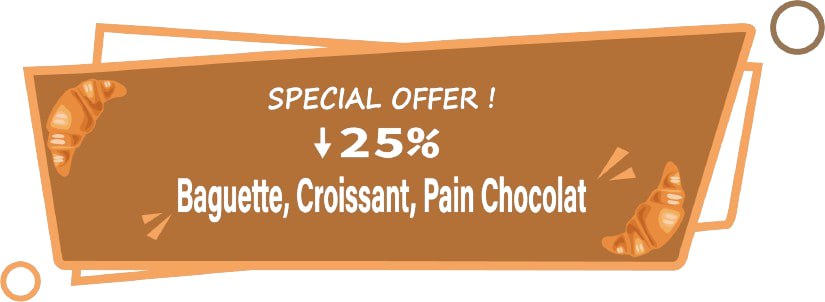 SPECIAL OFFER !
↓25%
Baguette, Croissant, Pain Chocolat